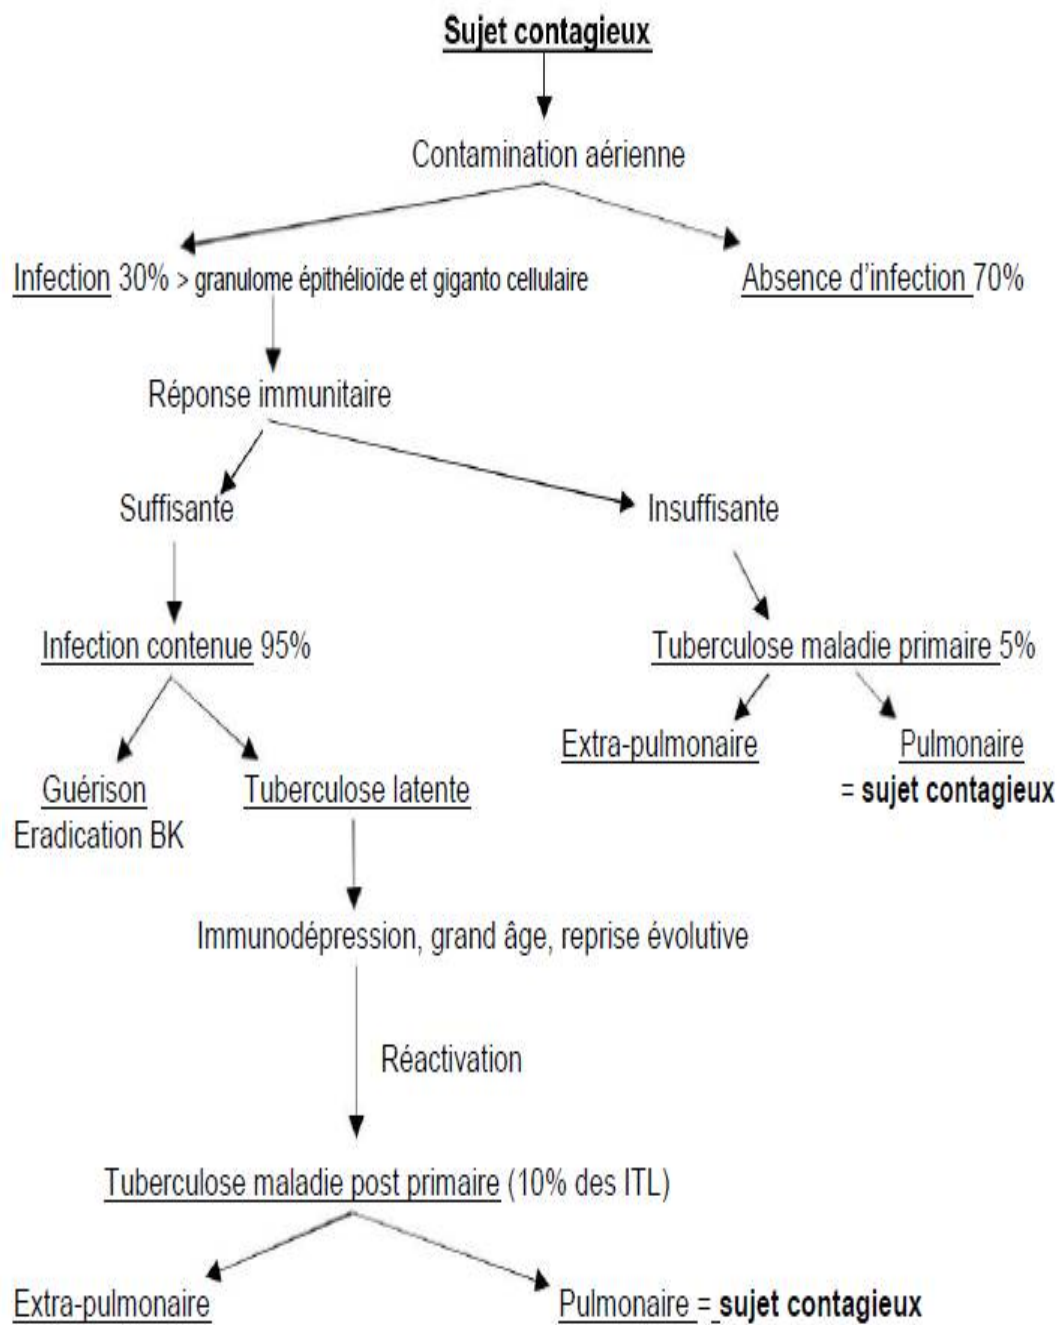 Sujet contagieux
Contamination aérienne
Infection 30% > granulome épithélioïde et giganto cellulaire
Absence d'infection 70%
Réponse immunitaire
Suffisante
Insuffisante
Infection contenue 95%
Tuberculose maladie primaire 5%
Extra-pulmonaire
Pulmonaire
= sujet contagieux
Guérison
Eradication BK
Tuberculose latente
Immunodépression, grand âge, reprise évolutive
Réactivation
Tuberculose maladie post primaire (10% des ITL)
Extra-pulmonaire
Pulmonaire = sujet contagieux